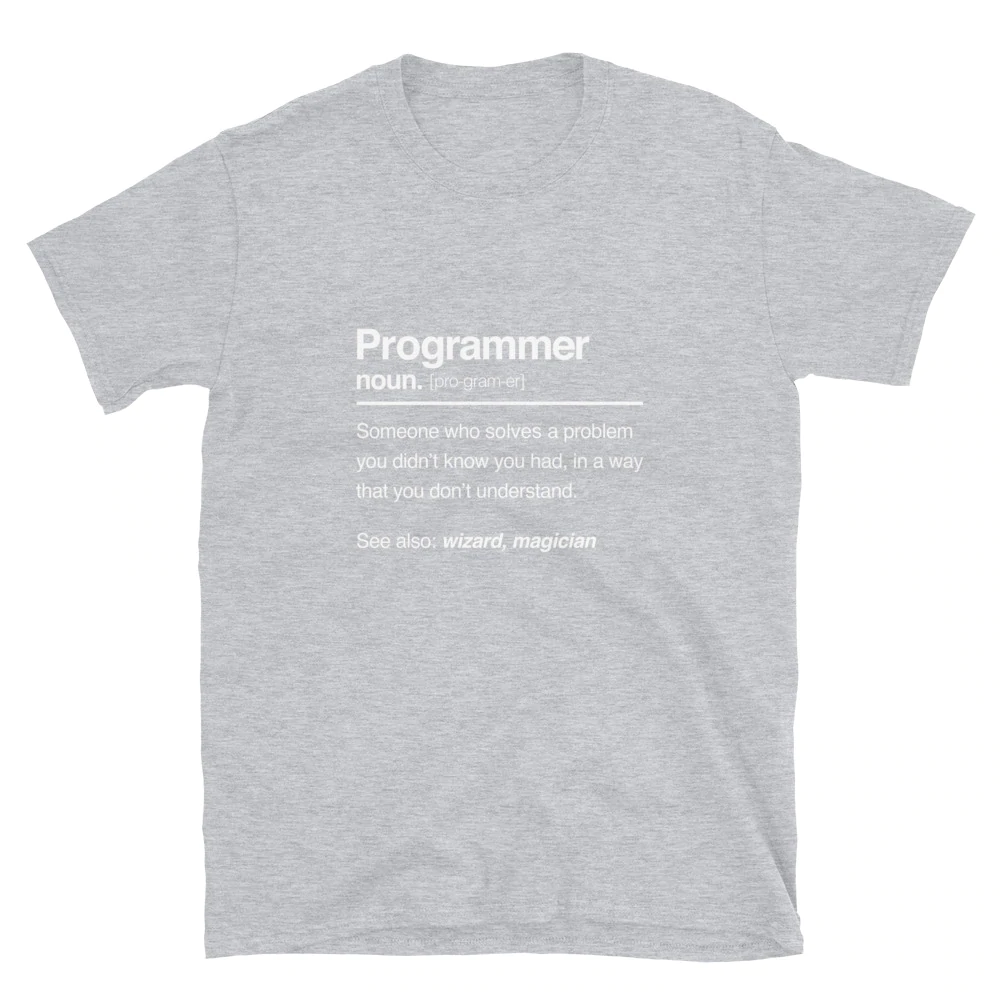 Programmer
noun. [pro-gram-er]
Someone who solves a problem
you didn't know you had, in a way
that you don't understand.
See also: wizard, magician